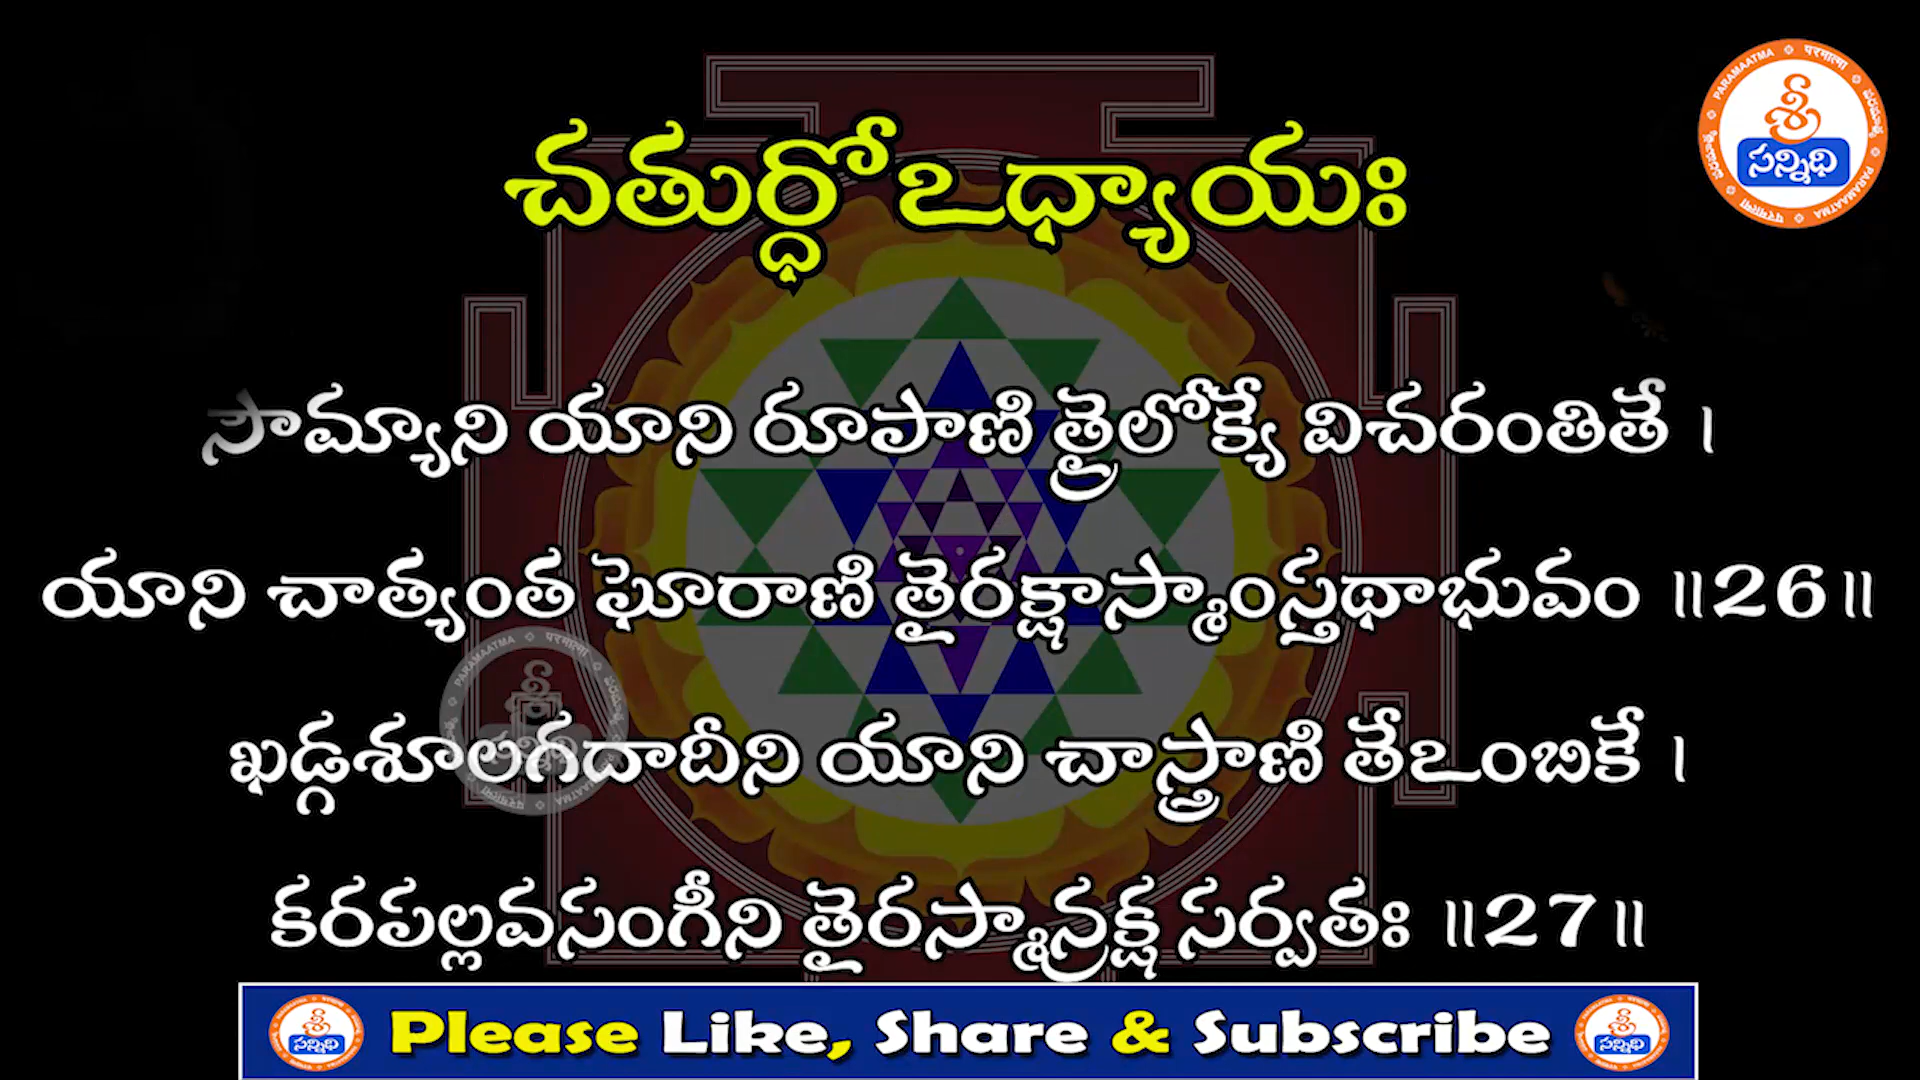 శ్రీ
సన్నిధి
చతుర్ధోఽధ్యాయః
సౌమ్యాని యాని రూపాణి త్రైలోక్యే విచరంతితే ।
యాని చాత్యంత ఘోరాణి తైరక్షాస్మాంస్తథాభువం ॥26॥
ఖడ్గశూలగదాదీని యాని చాస్త్రాణి తేఽంబికే ।
కరపల్లవసంగీని తైరస్మాన్రక్ష సర్వతః ॥27॥
Please Like, Share & Subscribe